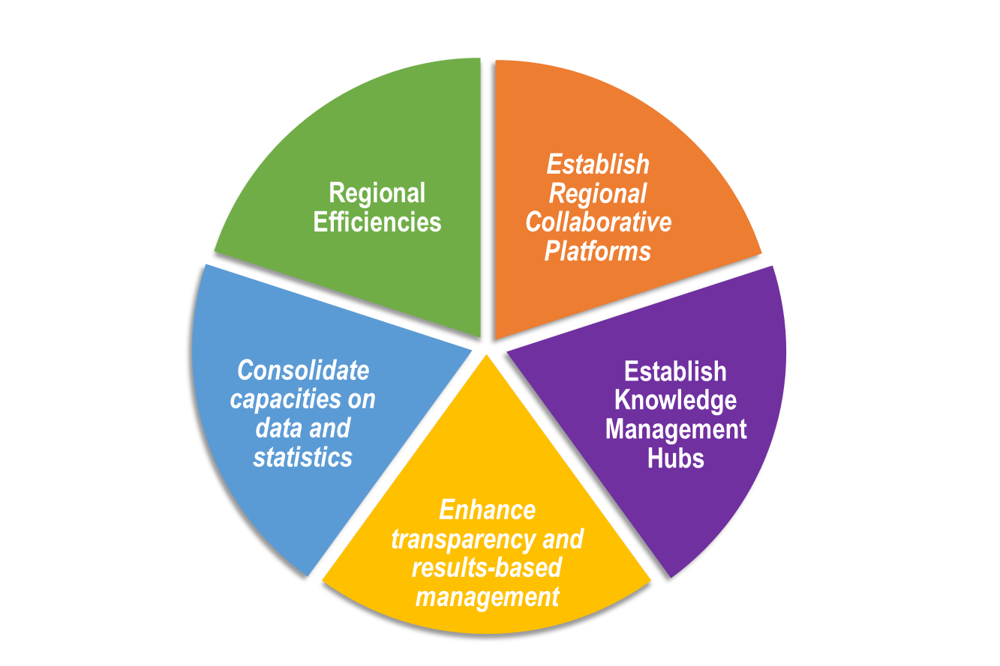 Regional
Efficiencies
Establish
Regional
Collaborative
Platforms
Establish
Knowledge
Management
Hubs
Enhance
transparency and
results-based
management
Consolidate
capacities on
data and
statistics